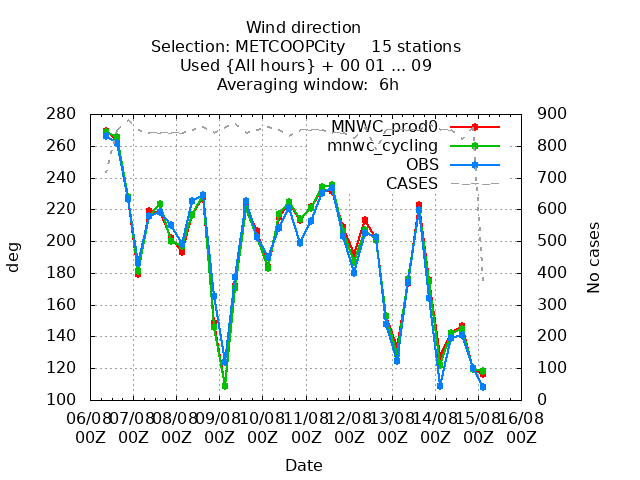 Wind direction
Selection: METCOOPCity     15 stations
Used {All hours} + 00 01 ... 09
Averaging window:  6h
MNWC_prod0
mnwc_cycling
OBS
CASES
280
260
240
220
200
180
160
140
120
100
deg
900
800
700
600
500
400
300
200
100
0
No cases
06/08 07/08 08/08 09/08 10/08 11/08 12/08 13/08 14/08 15/08 16/08
00Z 00Z 00Z 00Z 00Z 00Z 00Z 00Z 00Z 00Z 00Z
Date